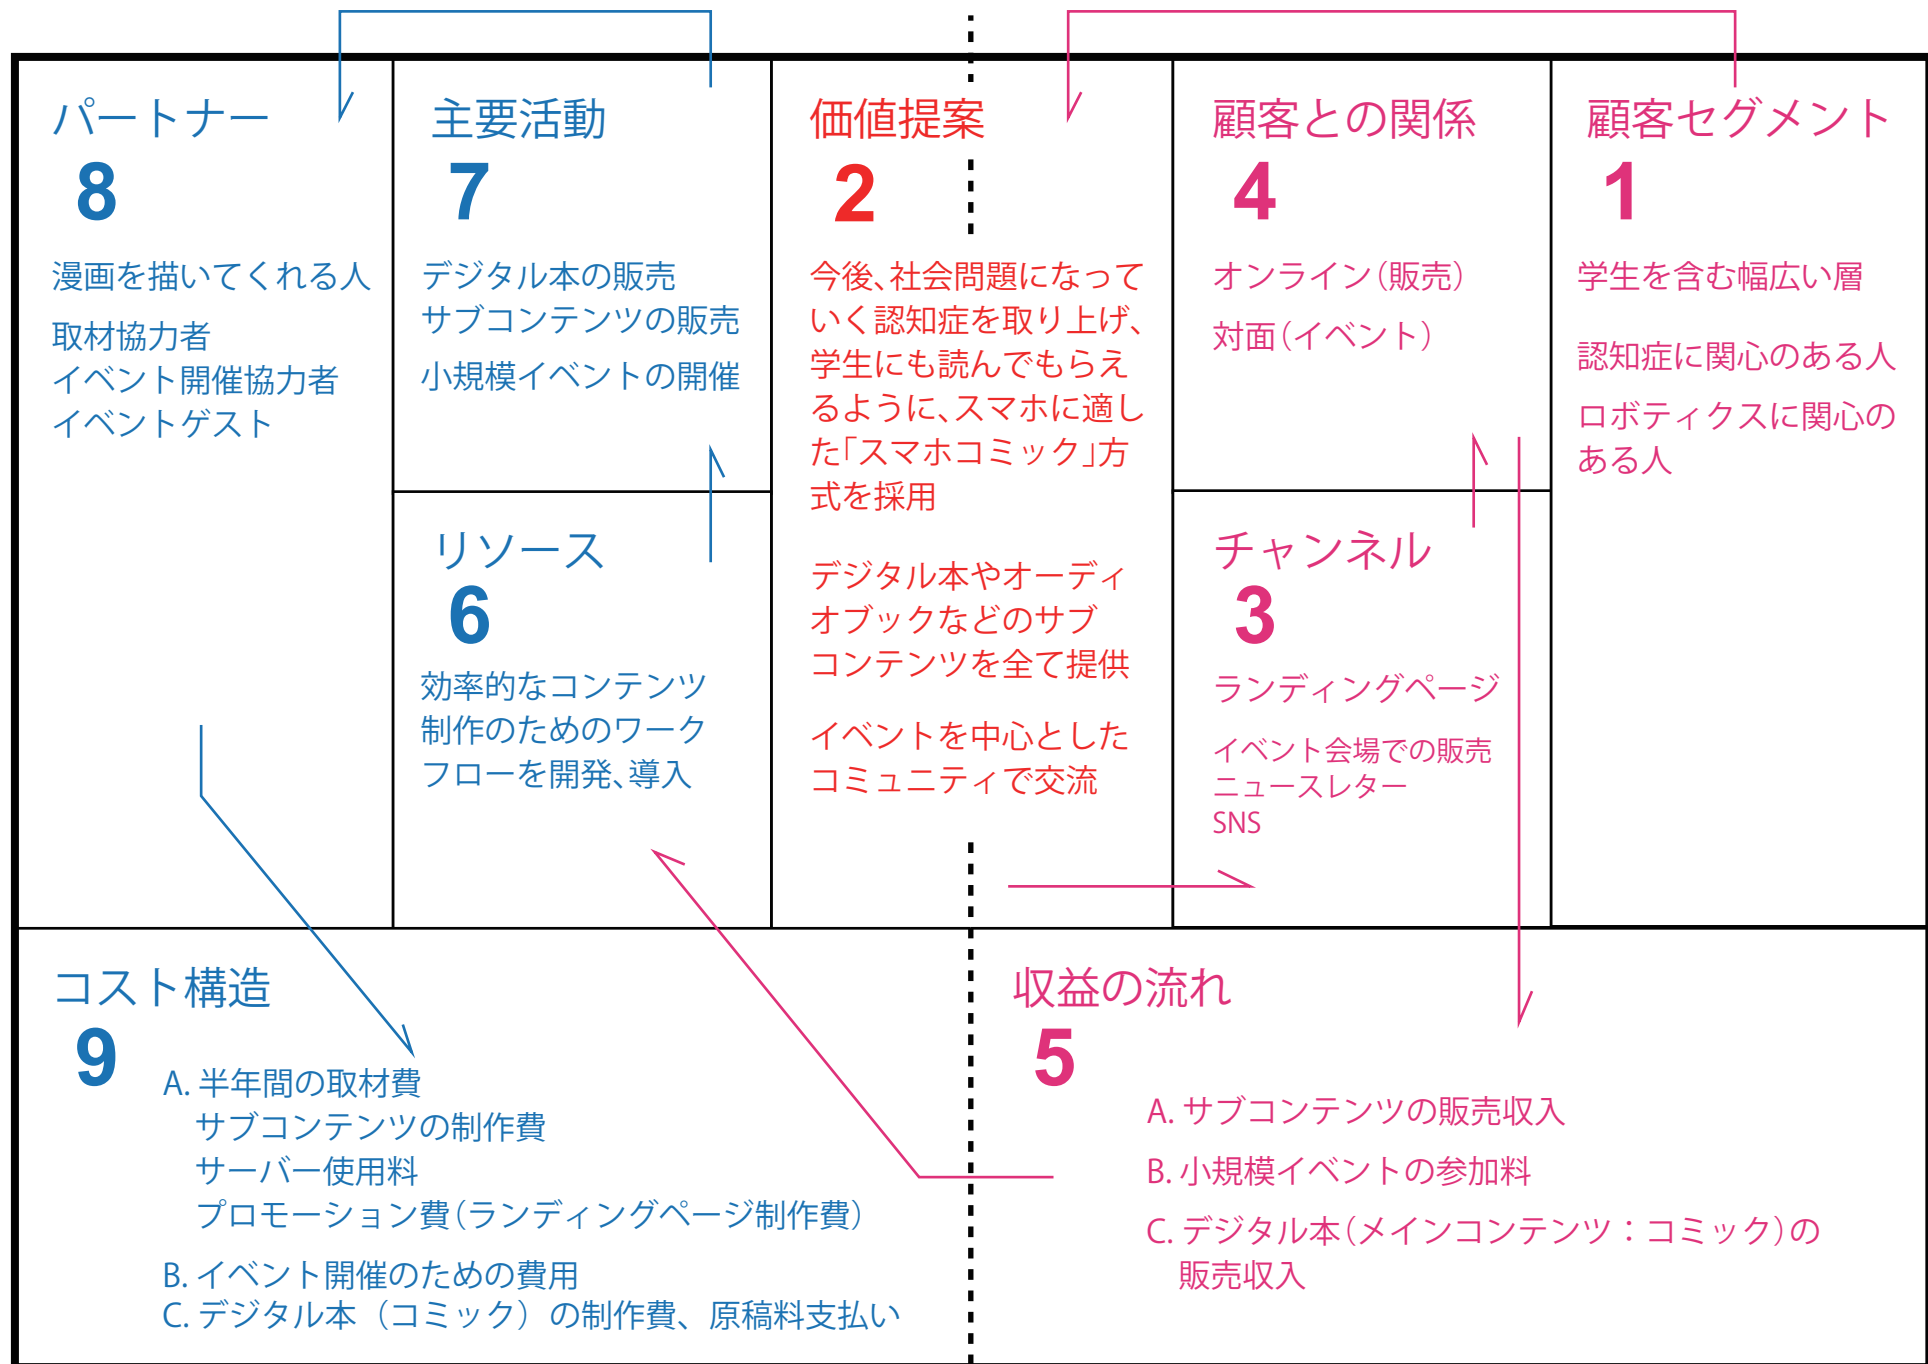 パートナー
8
漫画を描いてくれる人
取材協力者
イベント開催協力者
イベントゲスト
主要活動
7
デジタル本の販売
サブコンテンツの販売
小規模イベントの開催
リソース
6
効率的なコンテンツ
制作のためのワーク
フローを開発、導入
価値提案
2
今後、社会問題になって
いく認知症を取り上げ、
学生にも読んでもらえ
るように、スマホに適し
た「スマホコミック」方
式を採用
デジタル本やオーディ
オブックなどのサブ
コンテンツを全て提供
イベントを中心とした
コミュニティで交流
顧客との関係
4
オンライン（販売）
対面（イベント）
チャンネル
3
ランディングページ
イベント会場での販売
ニュースレター
SNS
顧客セグメント
1
学生を含む幅広い層
認知症に関心のある人
ロボティクスに関心の
ある人
コスト構造
9
A. 半年間の取材費
サブコンテンツの制作費
サーバー使用料
プロモーション費（ランディングページ制作費）
B. イベント開催のための費用
C. デジタル本（コミック）の制作費、原稿料支払い
収益の流れ
5
A. サブコンテンツの販売収入
B. 小規模イベントの参加料
C. デジタル本（メインコンテンツ：コミック）の
販売収入